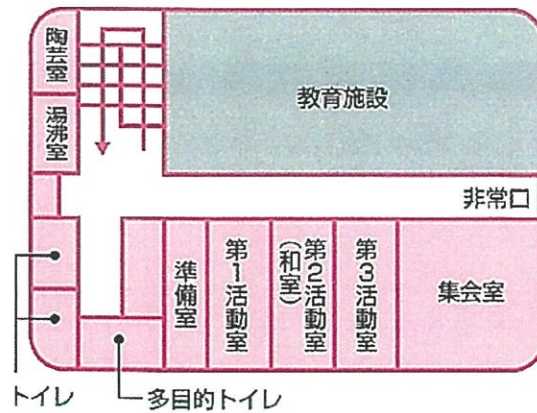 陶芸室
教育施設
湯沸室
非常口
準備室
第1活動室
第2活動室
（和室）
第3活動室
集会室
トイレ
多目的トイレ